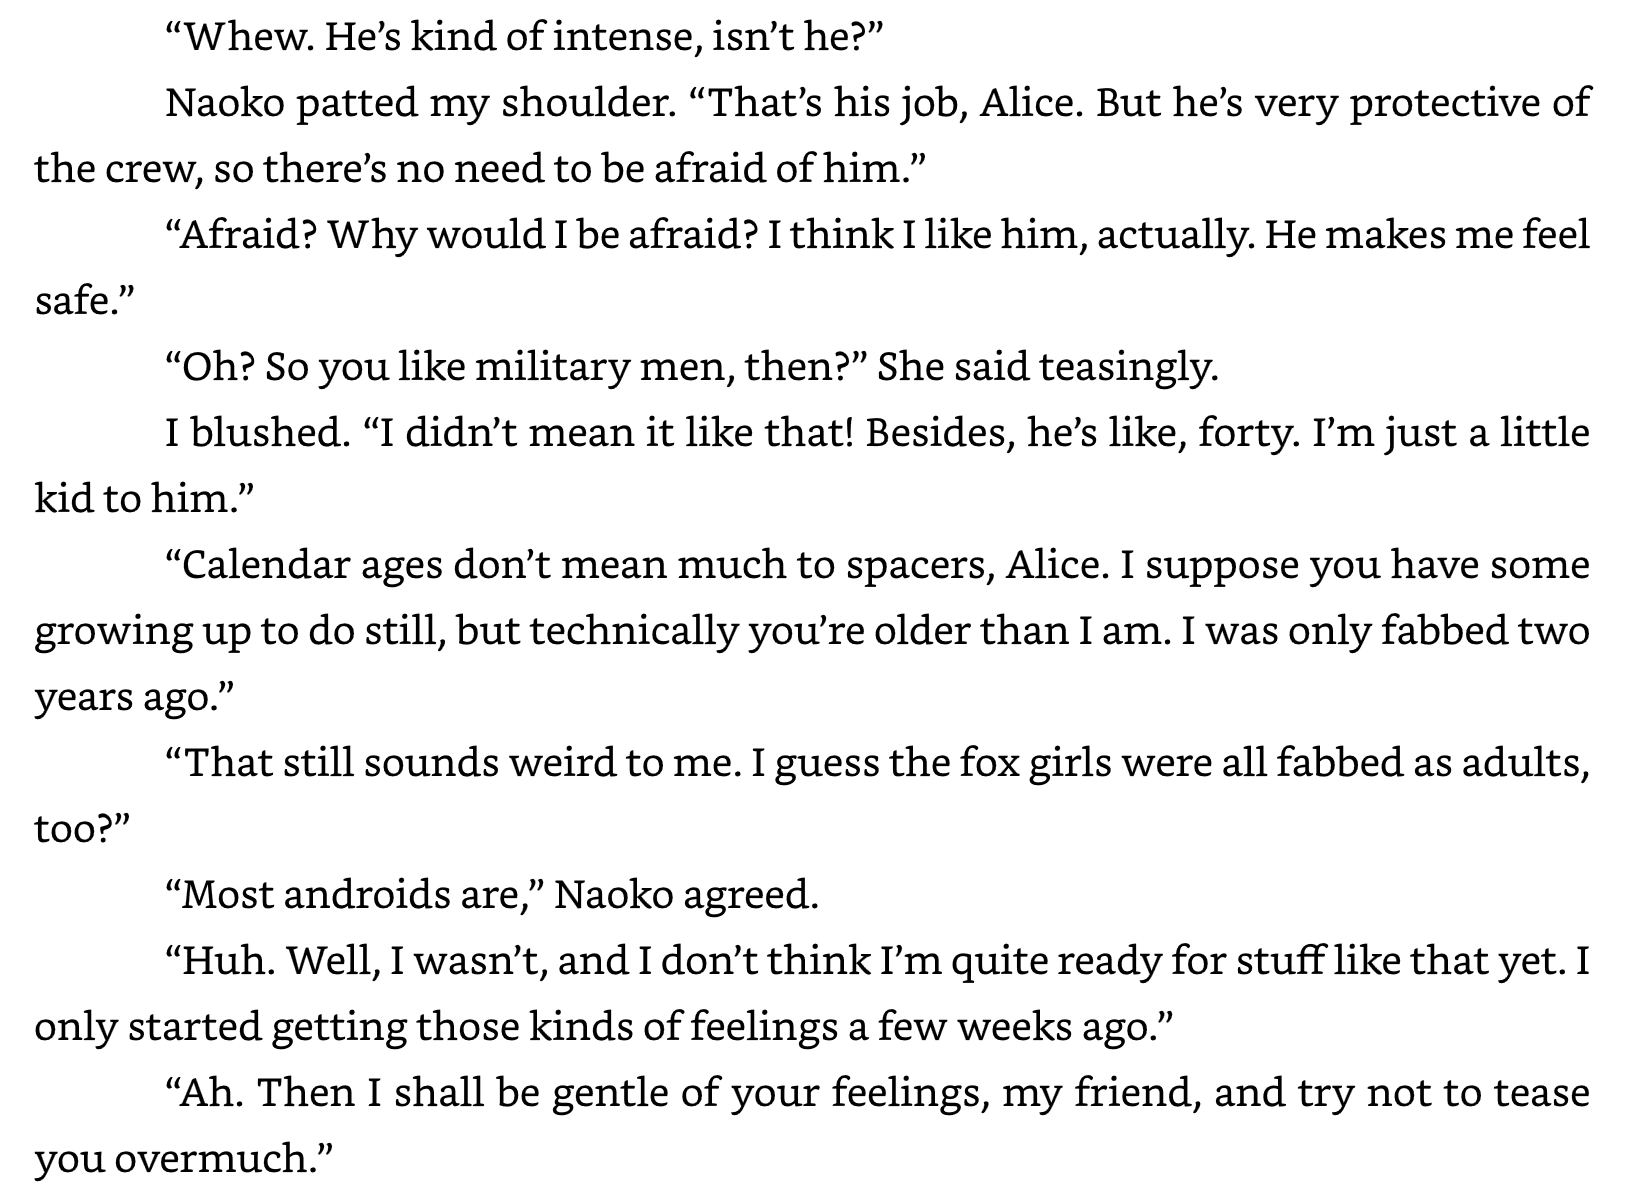 “Whew. He’s kind of intense, isn’t he?”
Naoko patted my shoulder. “That’s his job, Alice. But he’s very protective of
the crew, so there’s no need to be afraid of him.”
“Afraid? Why would I be afraid? I think I like him, actually. He makes me feel
safe.”
“Oh? So you like military men, then?” She said teasingly.
I blushed. “I didn’t mean it like that! Besides, he’s like, forty. I’m just a little
kid to him.”
“Calendar ages don’t mean much to spacers, Alice. I suppose you have some
growing up to do still, but technically you’re older than I am. I was only fabbed two
years ago.”
“That still sounds weird to me. I guess the fox girls were all fabbed as adults,
too?”
“Most androids are,” Naoko agreed.
“Huh. Well, I wasn’t, and I don’t think I’m quite ready for stuff like that yet. I
only started getting those kinds of feelings a few weeks ago.”
“Ah. Then I shall be gentle of your feelings, my friend, and try not to tease
you overmuch.”